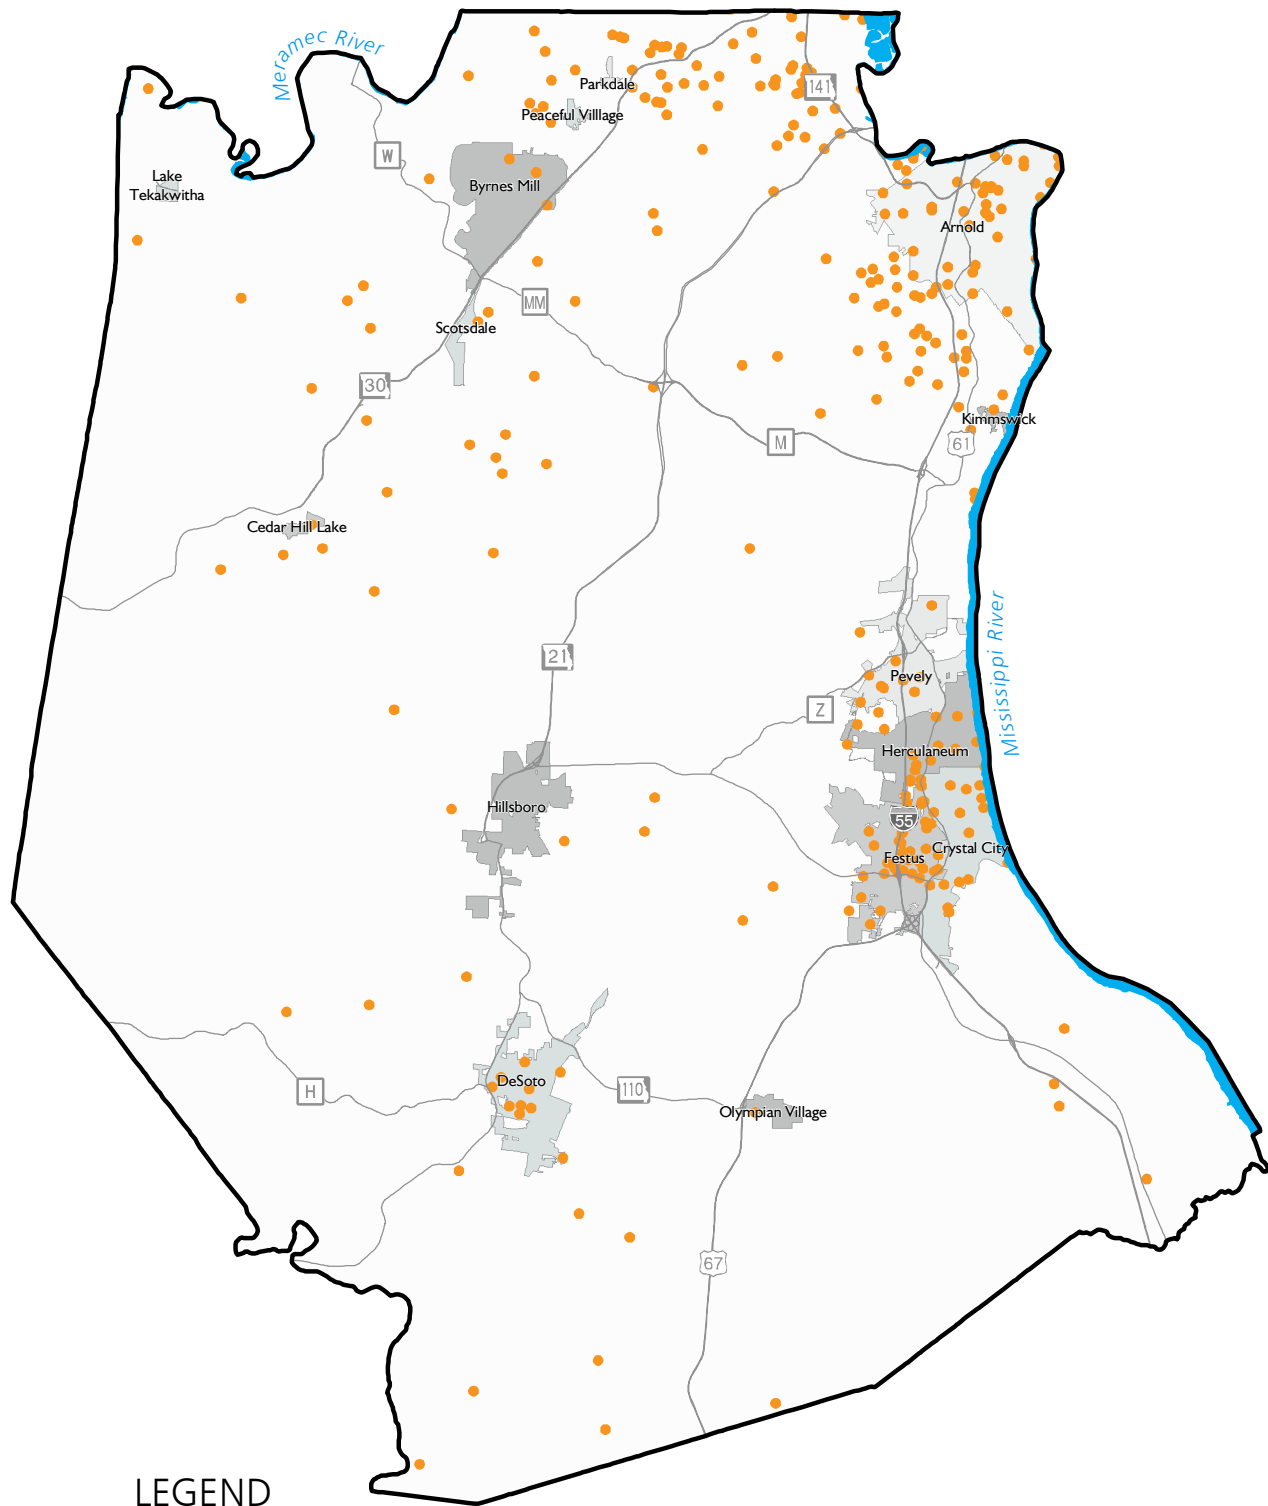 Meramec River
141
Parkdale
Peaceful Villlage
W
Lake
Tekakwitha
Byrnes Mill
Arnold
MM
Scotsdale
30
Kimmswick
M
61
Cedar Hill Lake
Mississippi River
21
Pevely
Z
Herculaneum
Hillsboro
55
Crystal City
Festus
DeSoto
H
110
Olympian Village
67
LEGEND